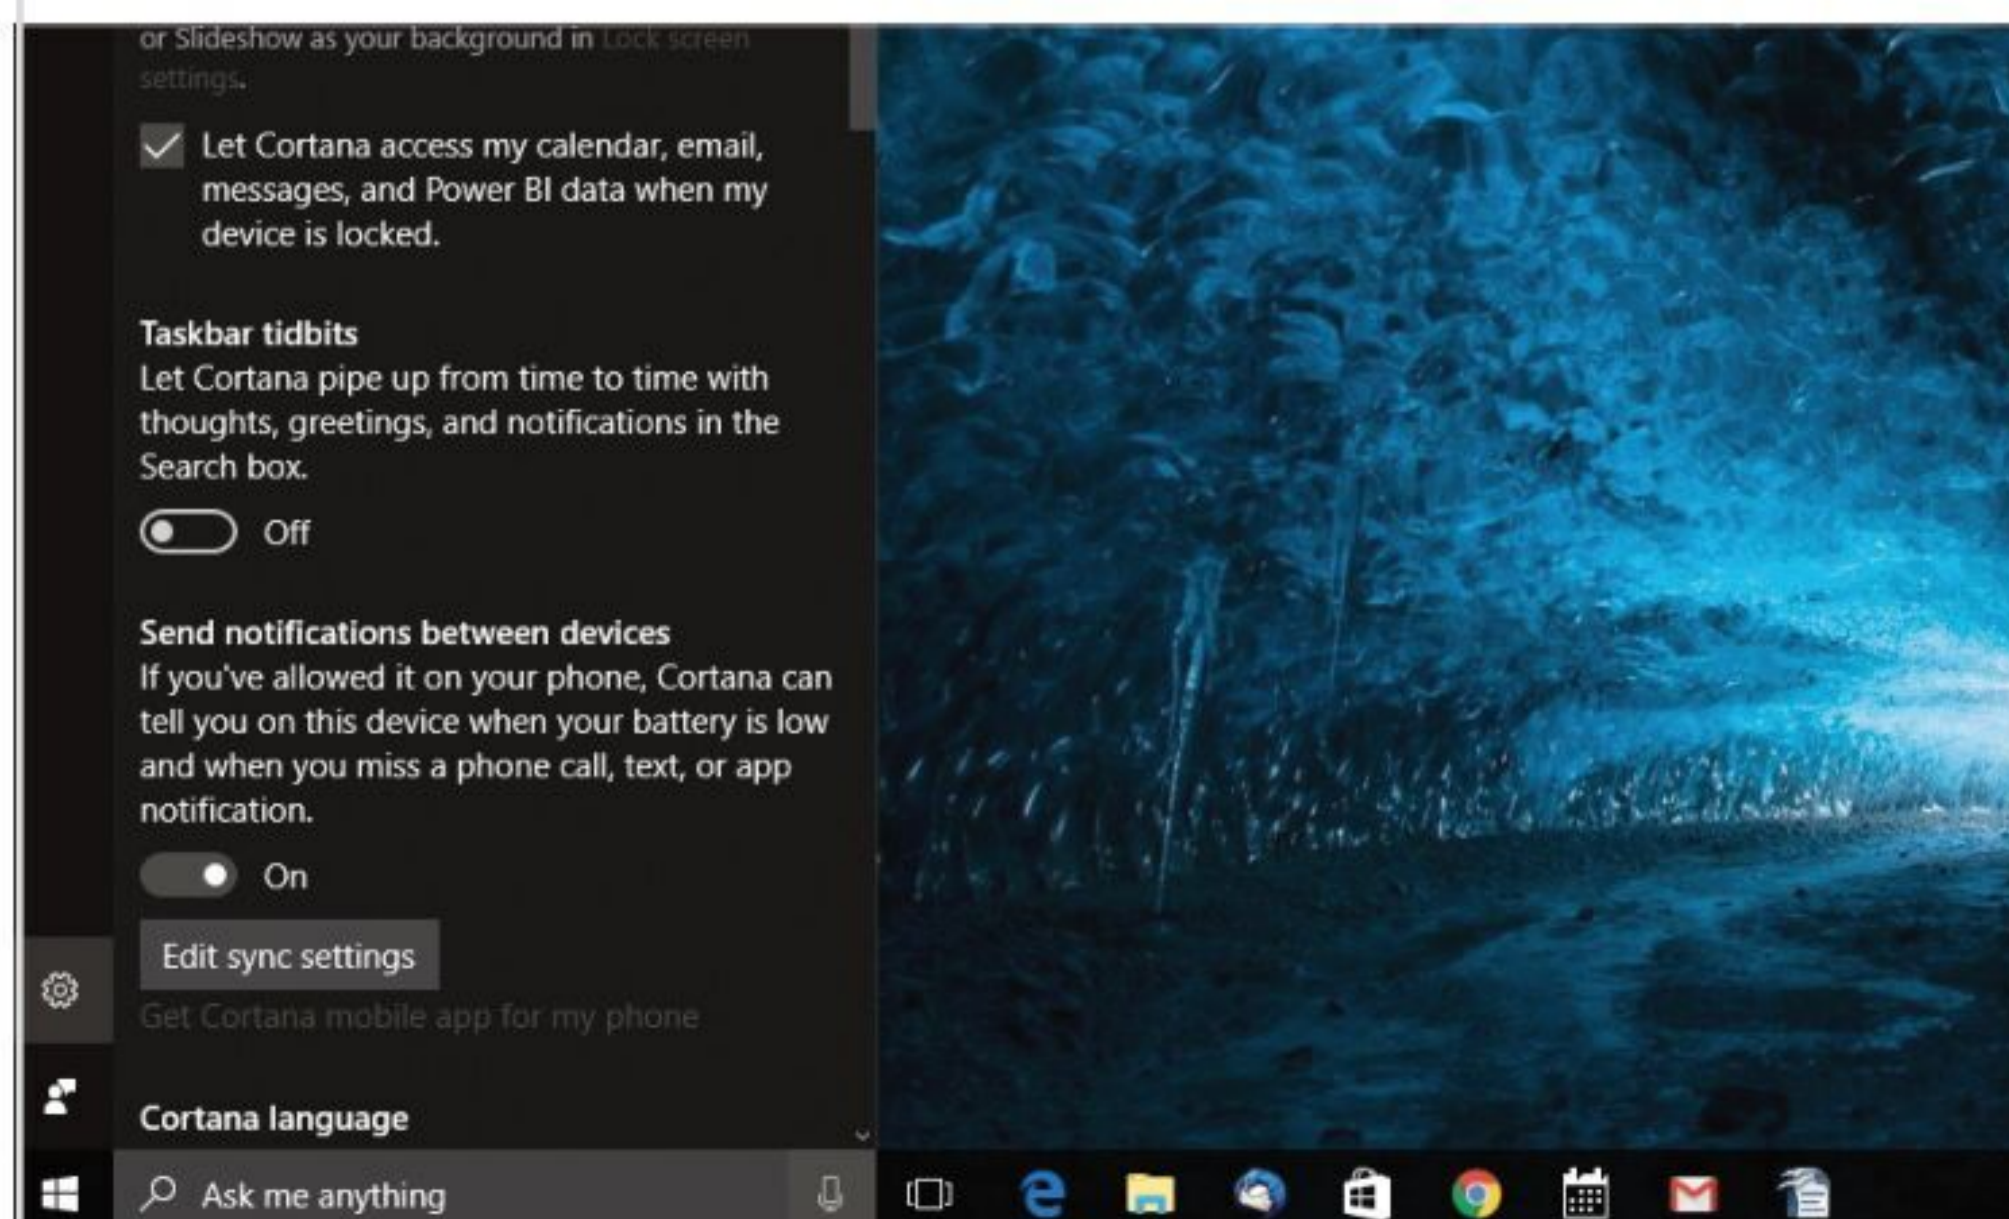 or Slideshow as your background in Lock screen
settings.
Let Cortana access my calendar, email,
messages, and Power BI data when my
device is locked.
Taskbar tidbits
Let Cortana pipe up from time to time with
thoughts, greetings, and notifications in the
Search box.
Off
Send notifications between devices
If you've allowed it on your phone, Cortana can
tell you on this device when your battery is low
and when you miss a phone call, text, or app
notification.
On
Edit sync settings
Get Cortana mobile app for my phone
Cortana language
Ask me anything